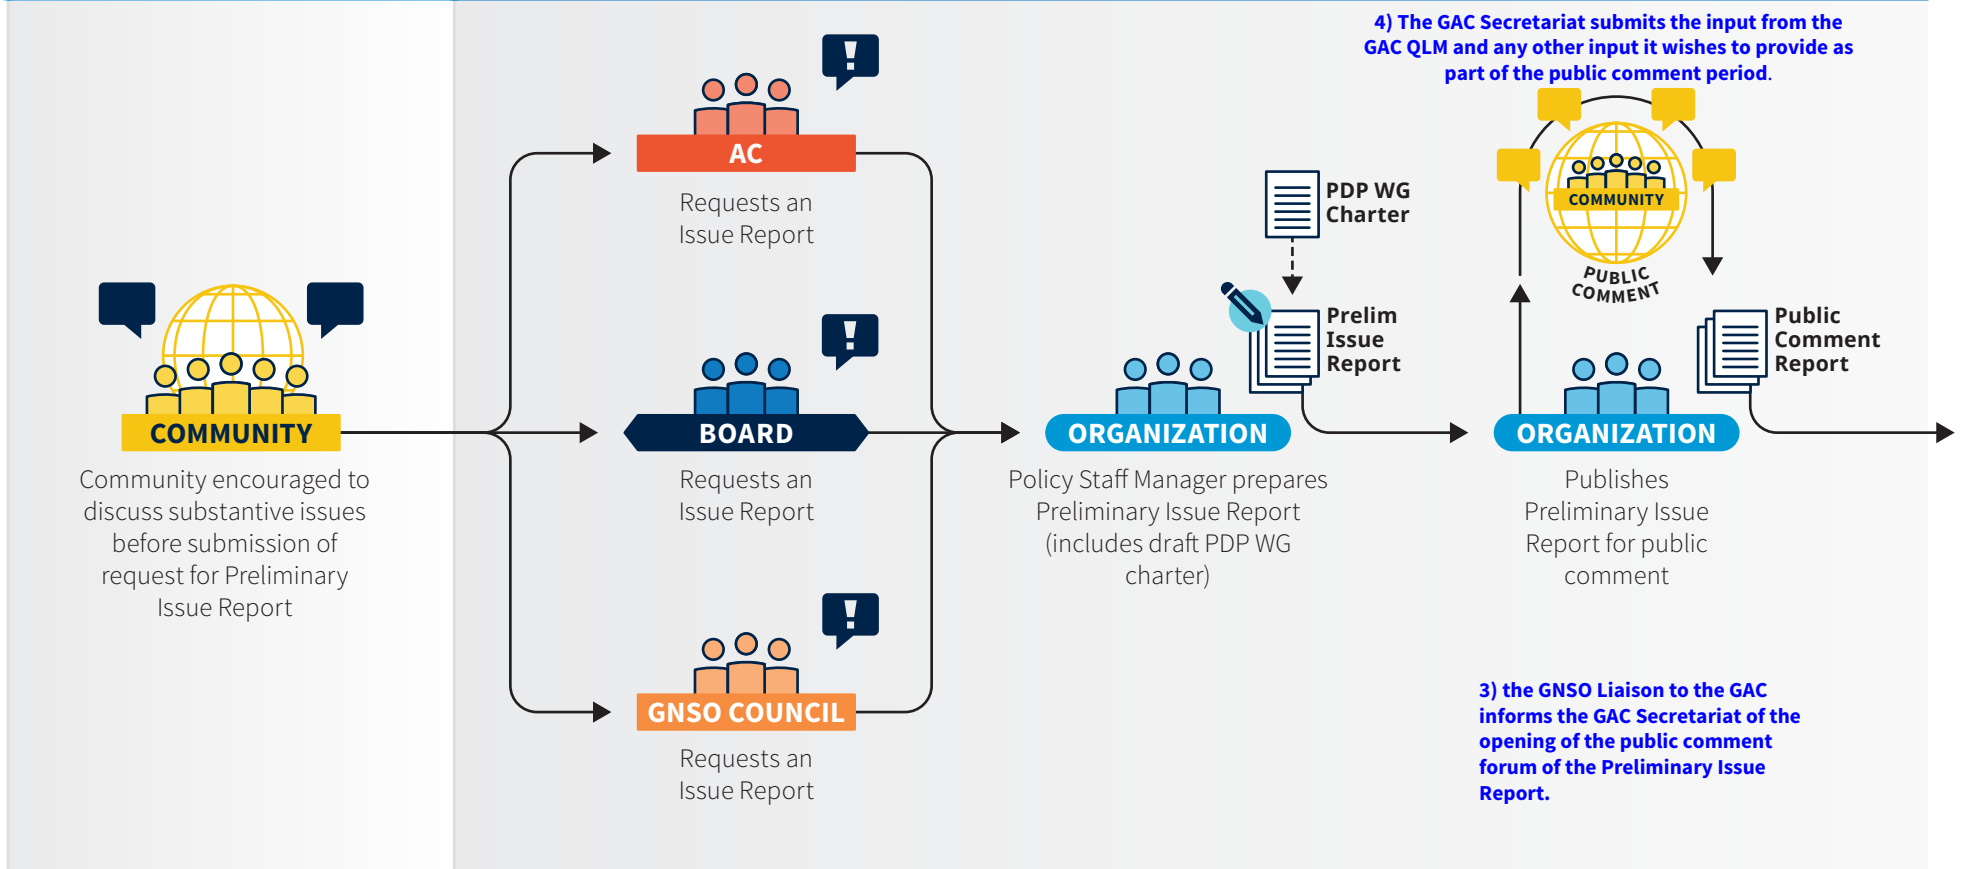 COMMUNITY
Community encouraged to
discuss substantive issues
before submission of
request for Preliminary
Issue Report
AC
Requests an
Issue Report
BOARD
Requests an
Issue Report
GNSO COUNCIL
Requests an
Issue Report
PDP WG
Charter
Prelim
Issue
Report
ORGANIZATION
Policy Staff Manager prepares
Preliminary Issue Report
(includes draft PDP WG
charter)
4) The GAC Secretariat submits the input from the
GAC QLM and any other input it wishes to provide as
part of the public comment period.
COMMUNITY
PUBLIC
COMMENT
Public
Comment
Report
ORGANIZATION
Publishes
Preliminary Issue
Report for public
comment
3) the GNSO Liaison to the GAC
informs the GAC Secretariat of the
opening of the public comment
forum of the Preliminary Issue
Report.